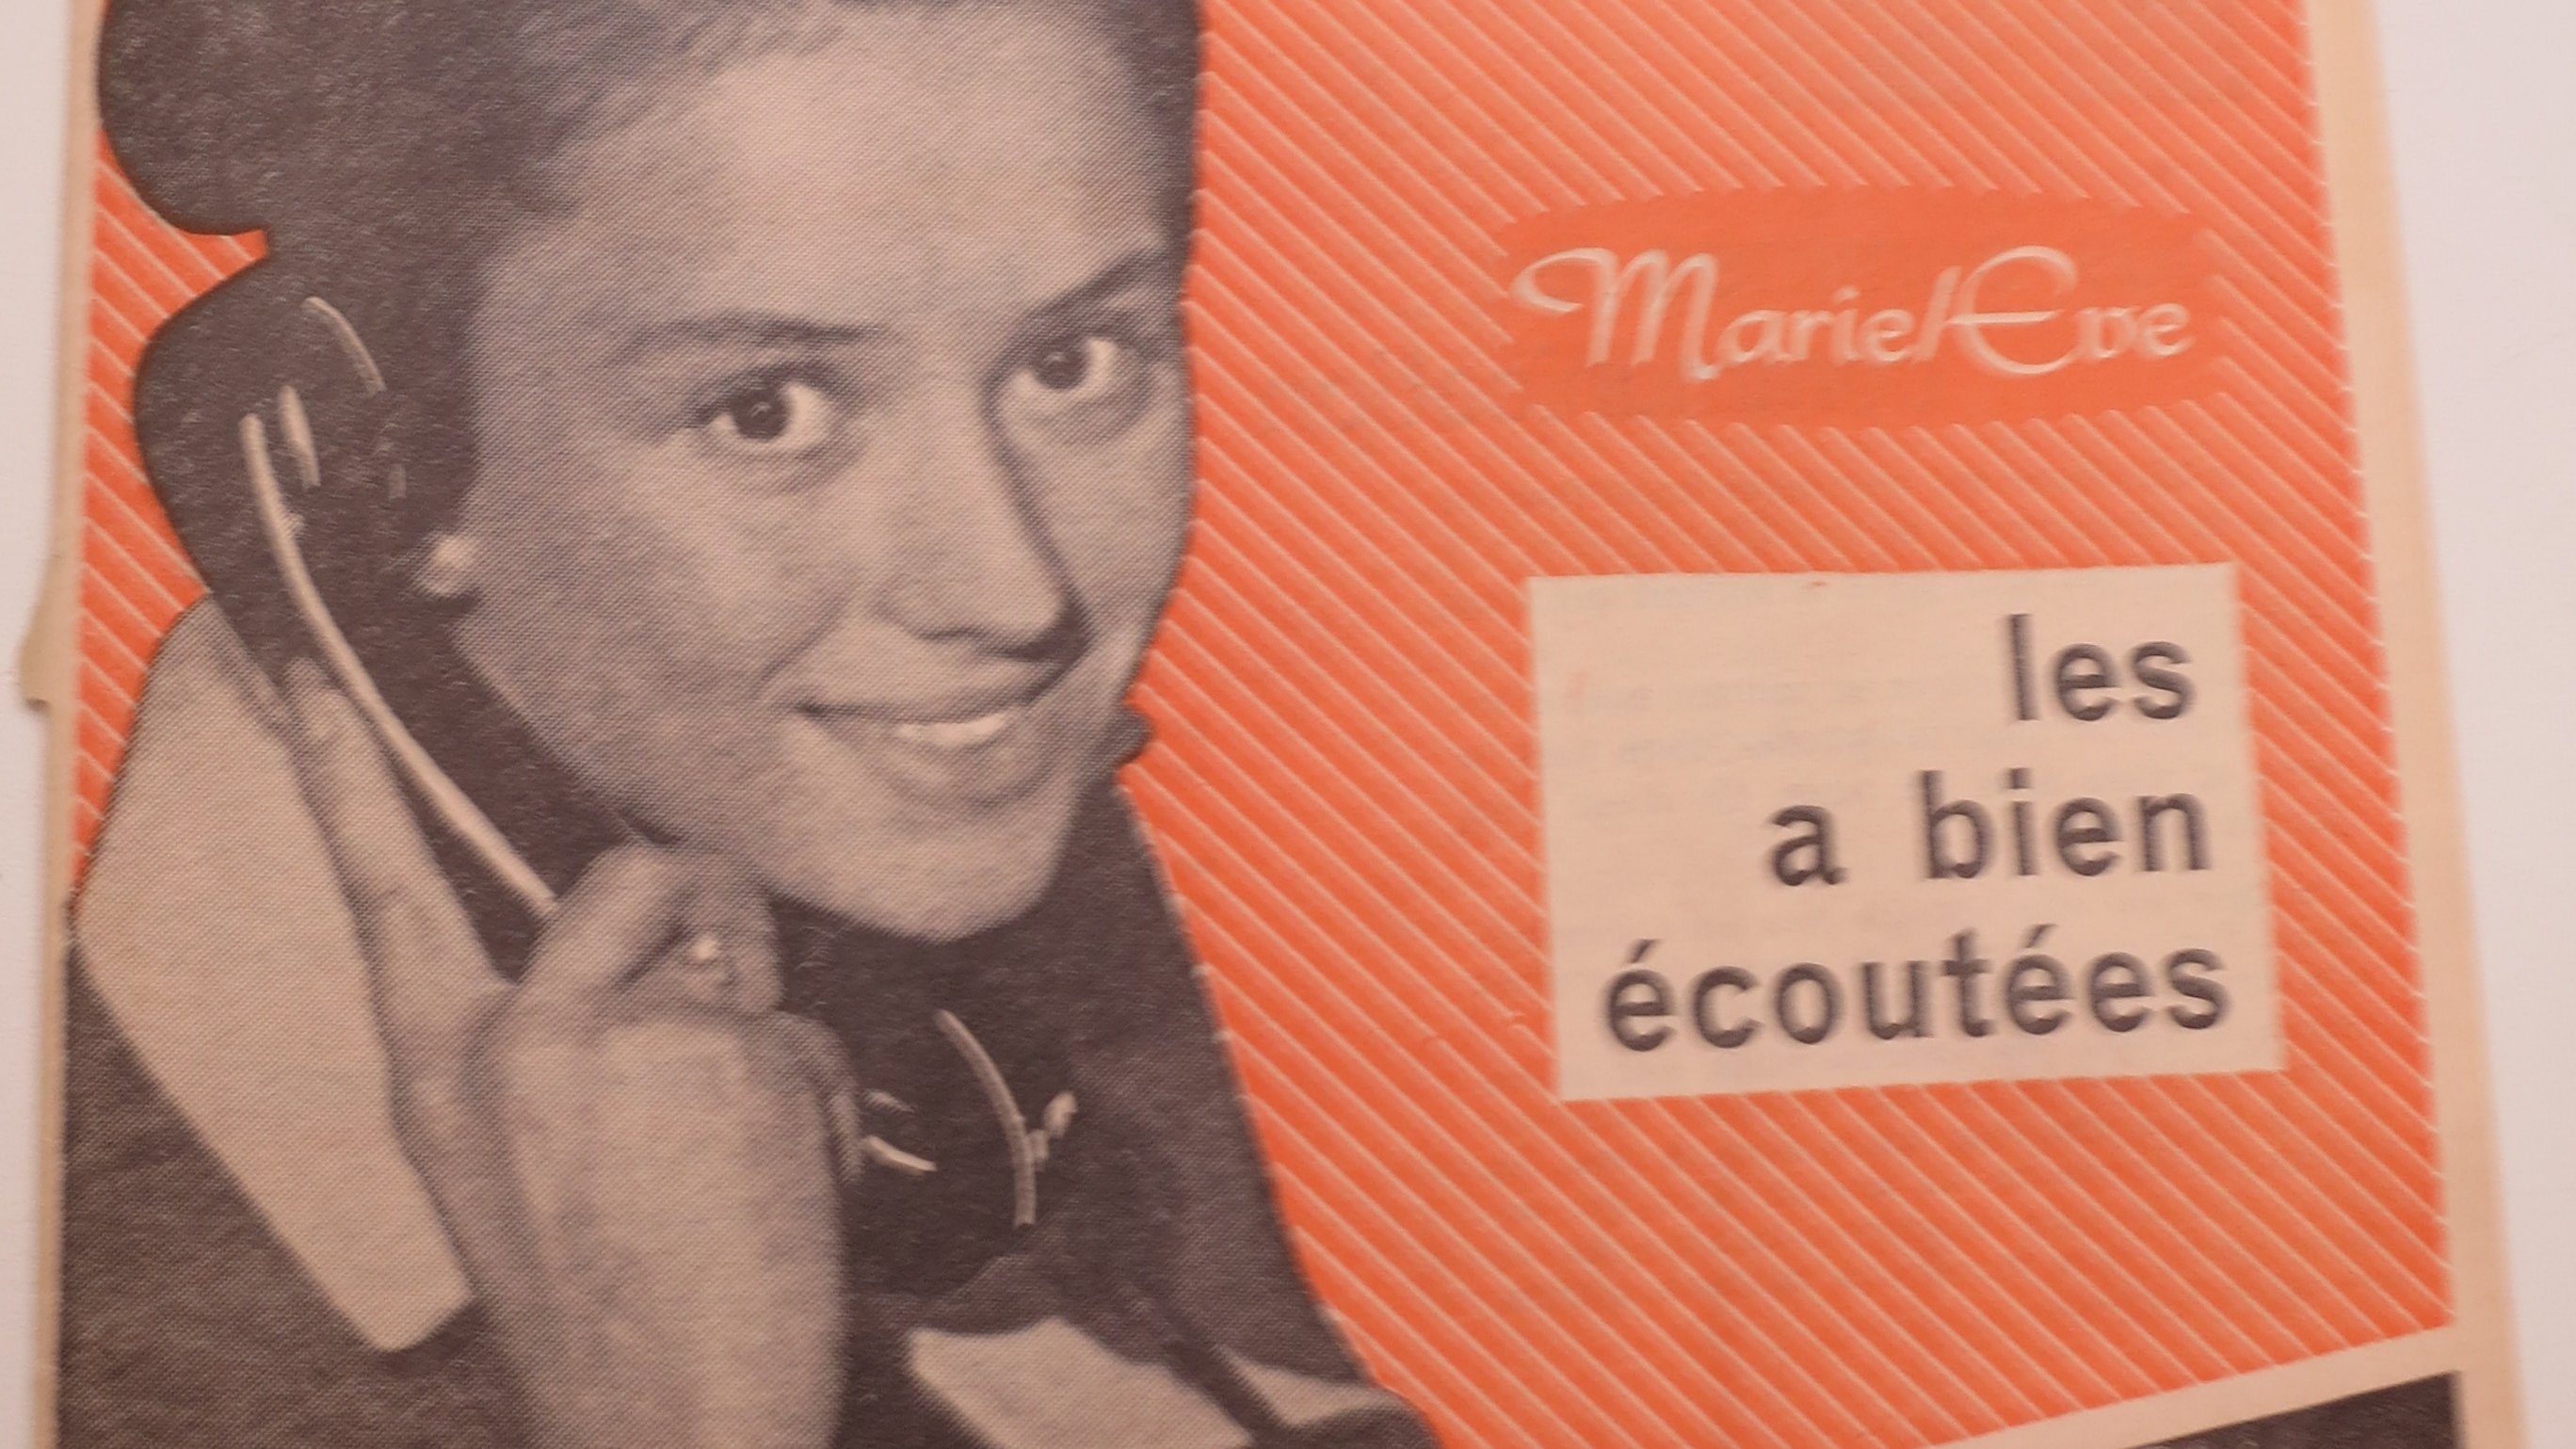 Marie/Eve
les
a bien
écoutées